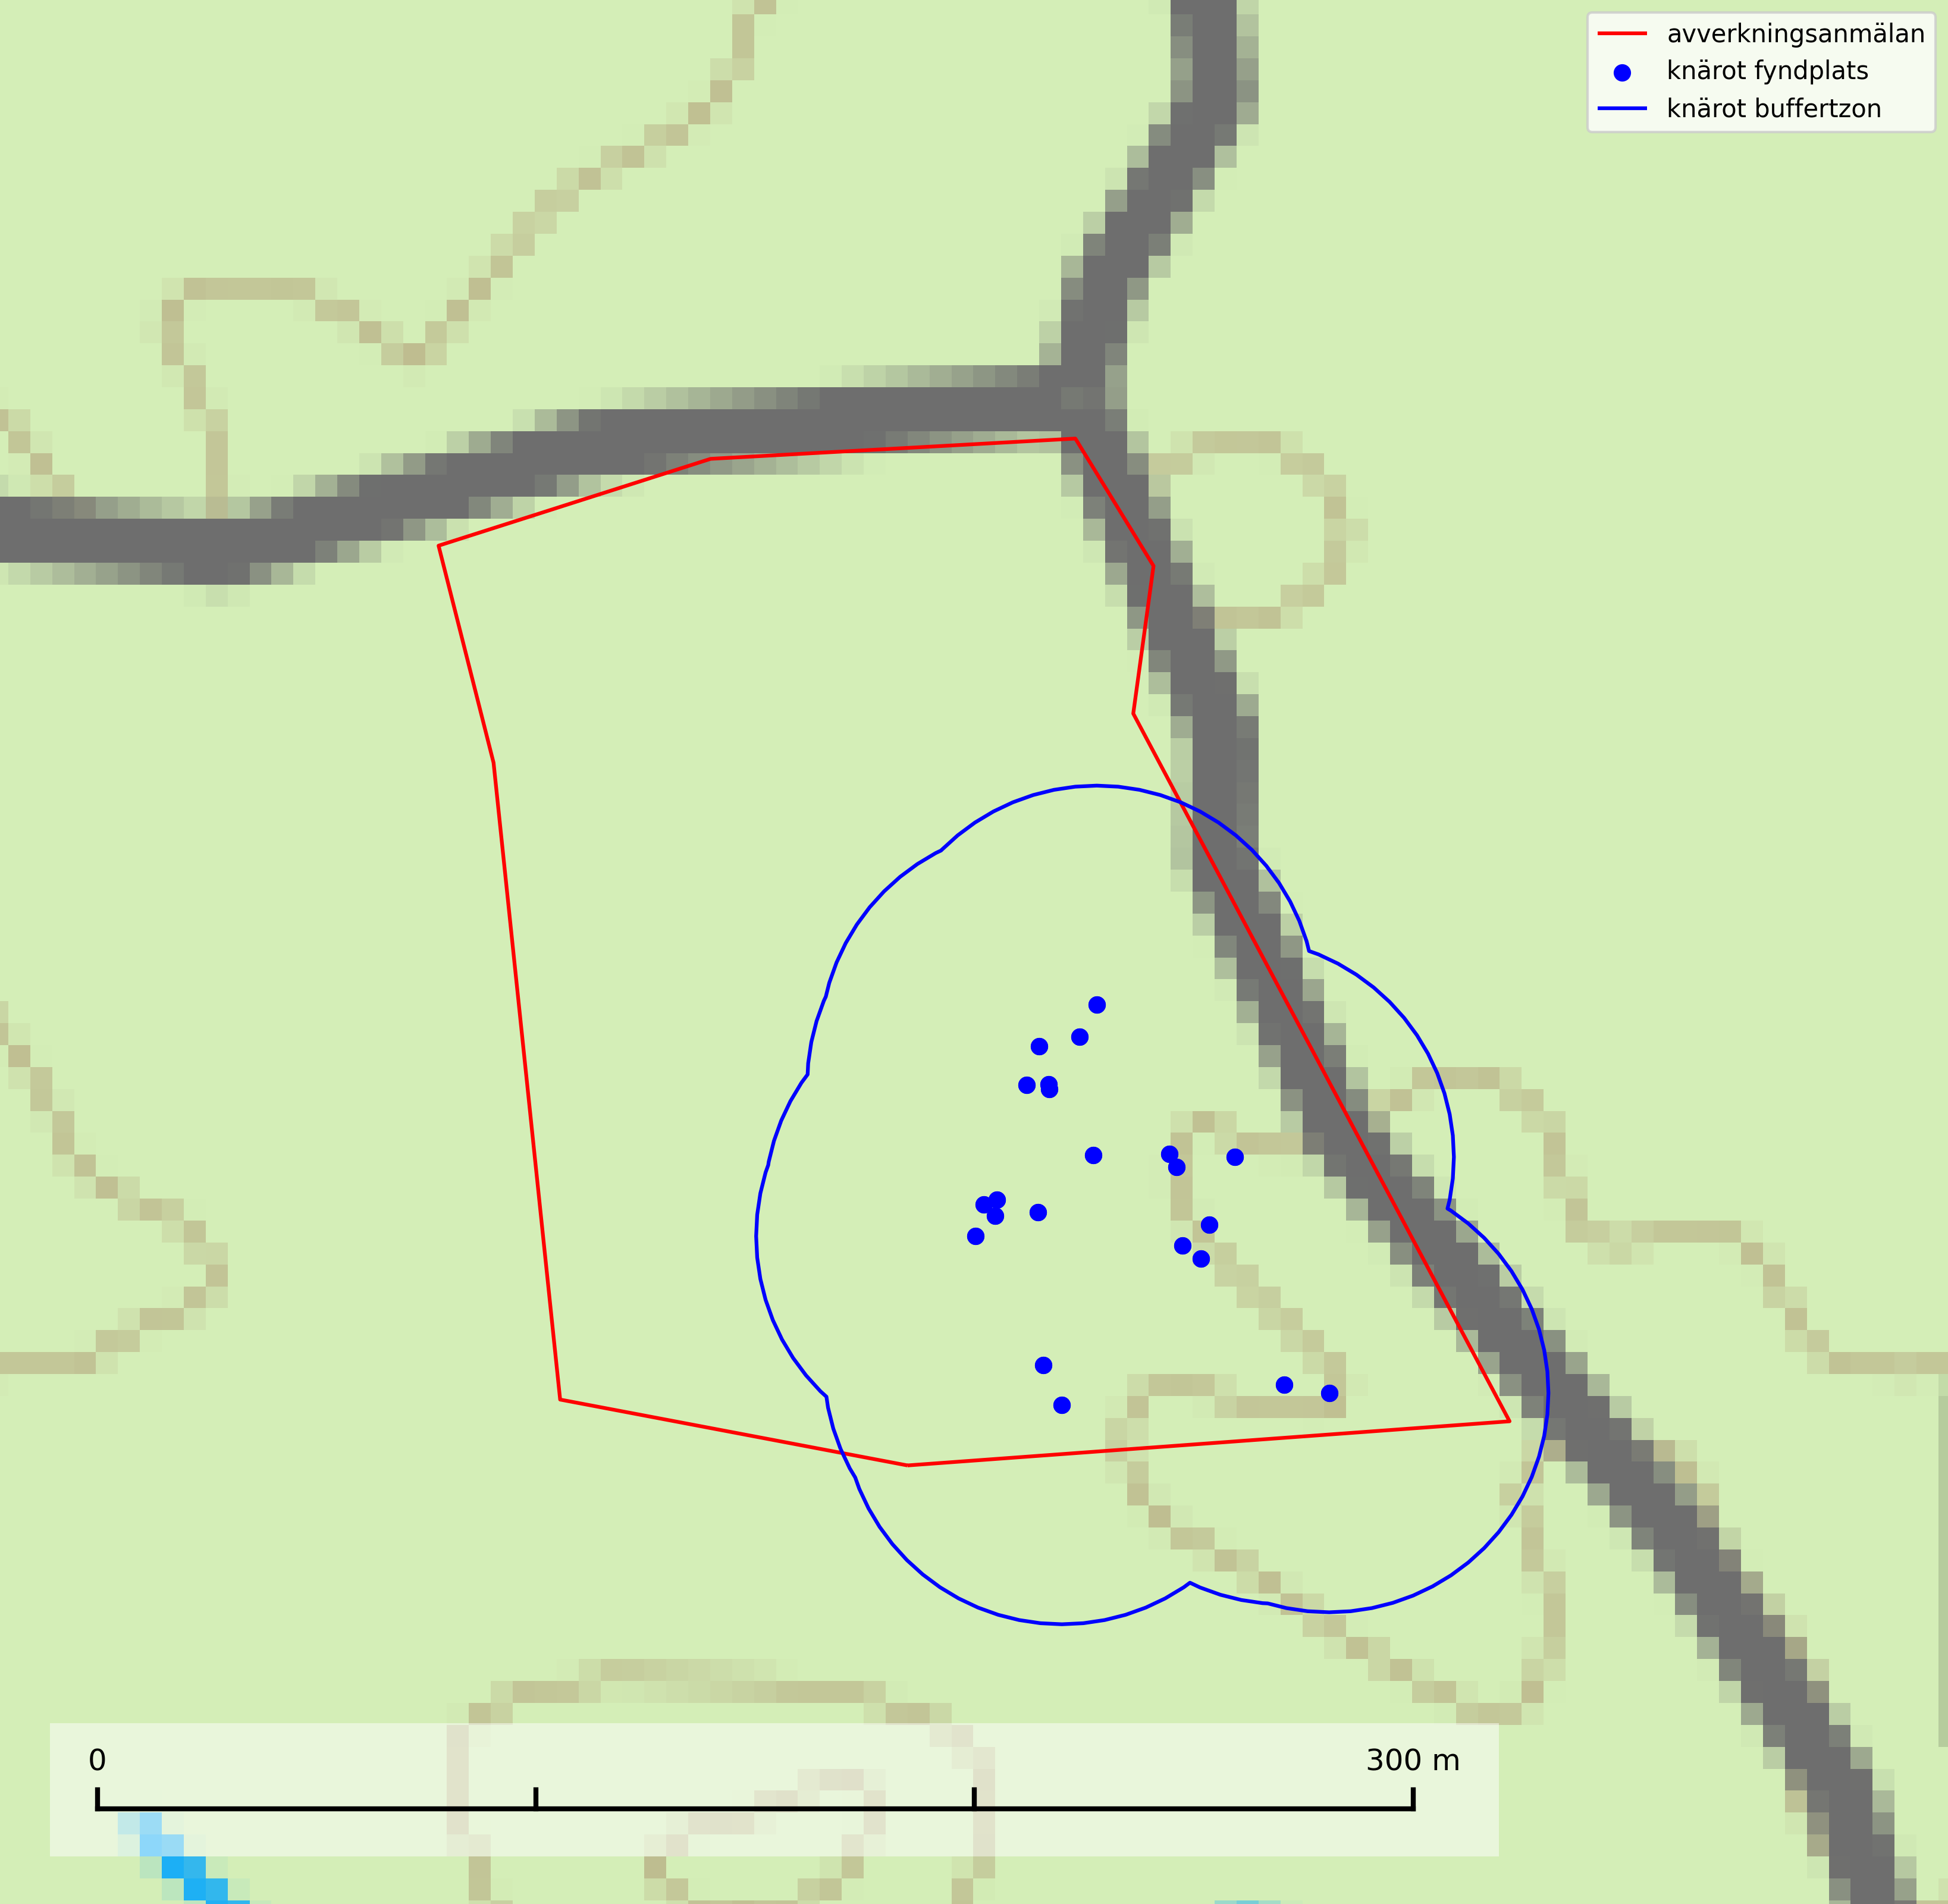 avverkningsanmälan
knärot fyndplats
knärot buffertzon
0 300 m